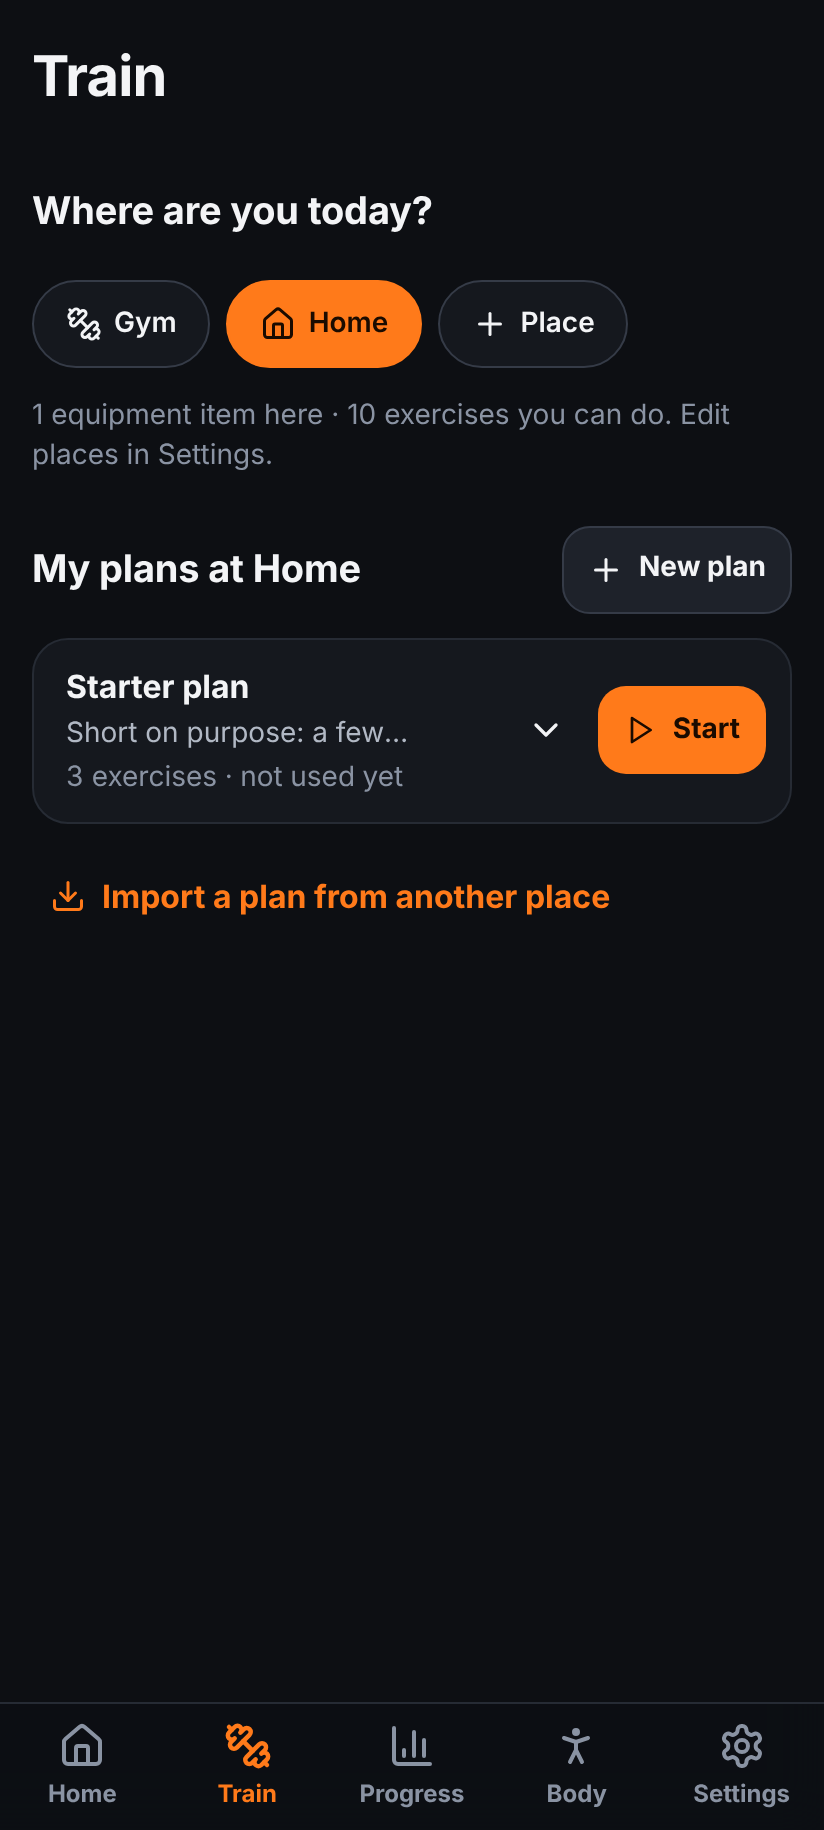 Train
Where are you today?
Gym
Home
Place
1 equipment item here · 10 exercises you can do. Edit
places in Settings.
My plans at Home
New plan
Starter plan
Short on purpose: a few...
3 exercises · not used yet
Start
Import a plan from another place
Home
Train
Progress
Body
Settings